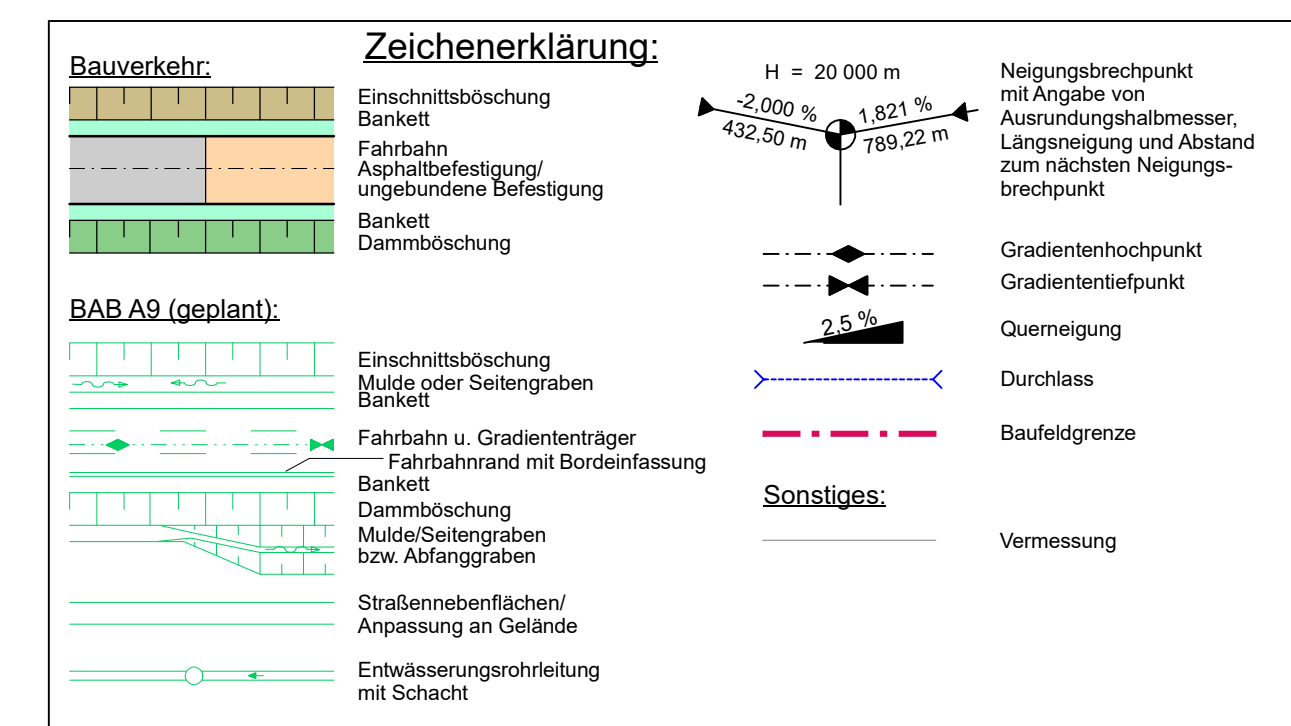 Zeichenerklärung:
Bauverkehr:
Einschnittsböschung
Bankett
Fahrbahn
Asphaltbefestigung/
ungebundene Befestigung
Bankett
Dammböschung
BAB A9 (geplant):
Einschnittsböschung
Mulde oder Seitengraben
Bankett
Fahrbahn u. Gradiententräger
Fahrbahnrand mit Bordeinfassung
Bankett
Dammböschung
Mulde/Seitengraben
bzw. Abfanggraben
Straßennebenflächen/
Anpassung an Gelände
Entwässerungsrohrleitung
mit Schacht
H = 20 000 m
-2,000 %
432,50 m
1,821 %
789,22 m
Neigungsbrechpunkt
mit Angabe von
Ausrundungshalbmesser,
Längsneigung und Abstand
zum nächsten Neigungs-
brechpunkt
Gradientenhochpunkt
Gradiententiefpunkt
2,5 %
Querneigung
Durchlass
Baufeldgrenze
Sonstiges:
Vermessung